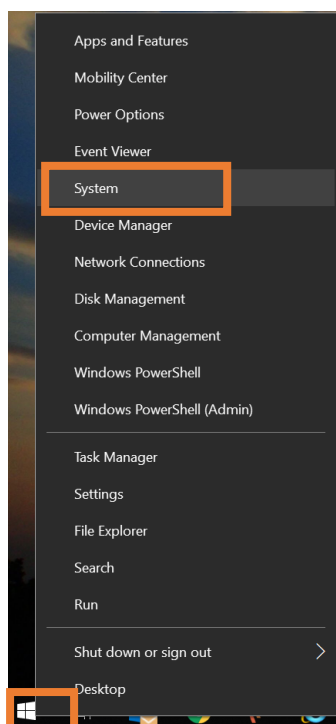 Apps and Features
Mobility Center
Power Options
Event Viewer
System
Device Manager
Network Connections
Disk Management
Computer Management
Windows PowerShell
Windows PowerShell (Admin)
Task Manager
Settings
File Explorer
Search
Run
Shut down or sign out
Desktop